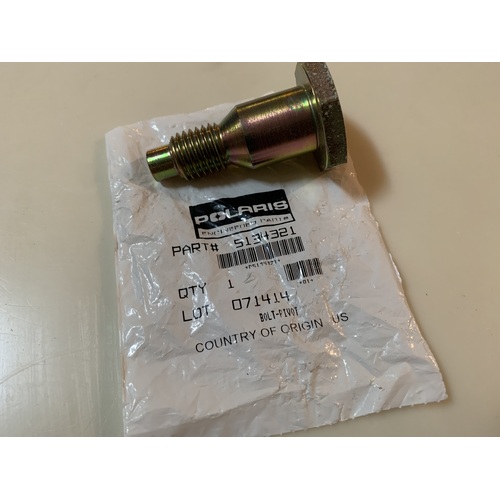 POLARIS
ENGINEERED PARTS
PART# 5134321
QTY 1
LOT 071414
BOLT-PIVOT
COUNTRY OF ORIGIN US